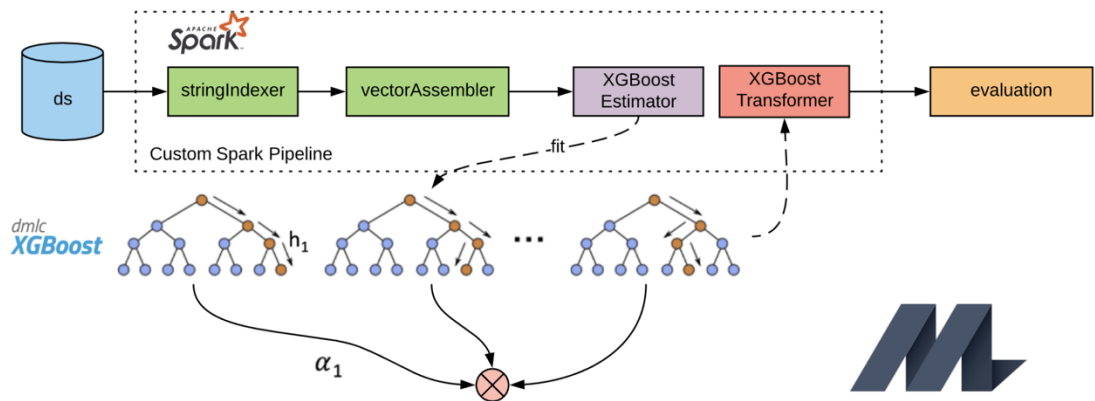 APACHE
Spark
ds
stringIndexer
vectorAssembler
XGBoost
Estimator
XGBoost
Transformer
evaluation
fit
Custom Spark Pipeline
dmlc
XGBoost
h₁
...
α₁